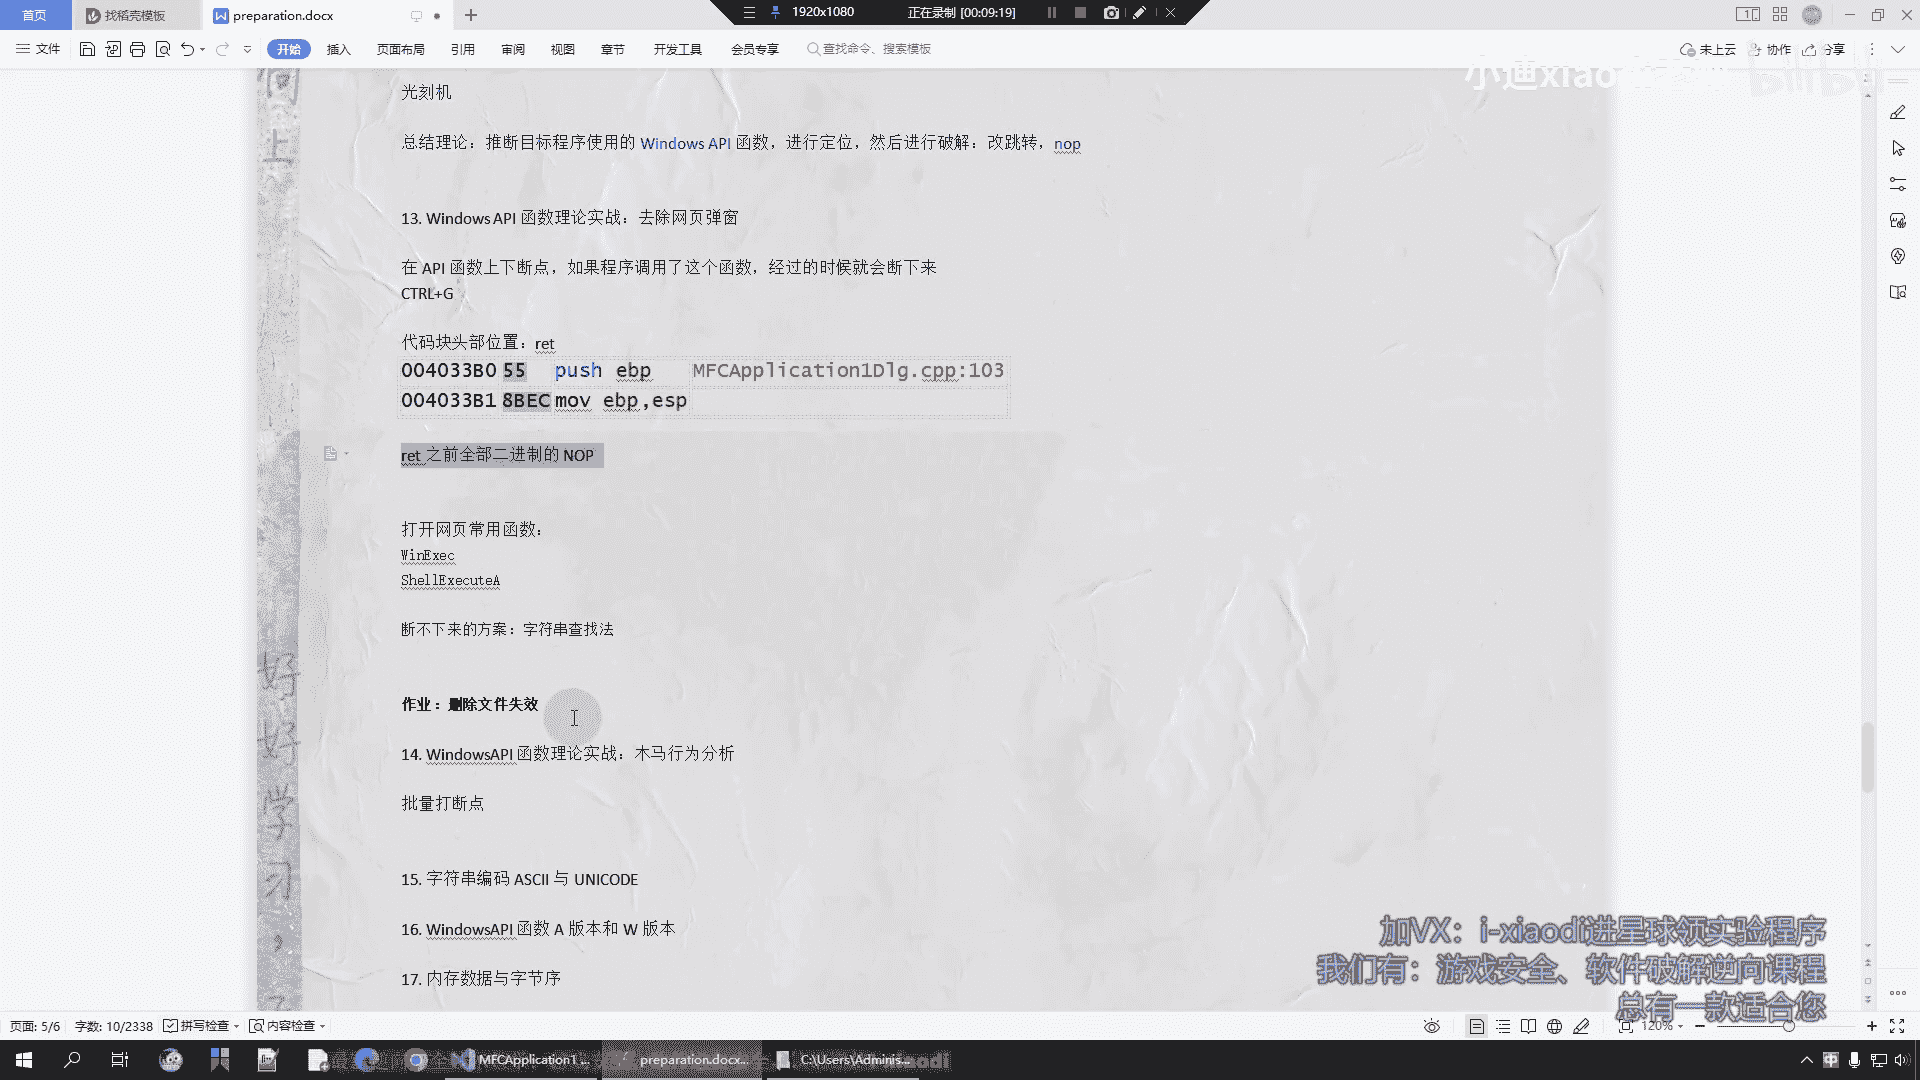 首页
找稻壳模板
preparation.docx
1920x1080
正在录制 [00:09:19]
文件
开始
插入
页面布局
引用
审阅
视图
章节
开发工具
会员专享
查找命令、搜索模板
未上云
协作
分享
小迪xiao
bilibili
光刻机
总结理论：推断目标程序使用的 Windows API 函数，进行定位，然后进行破解：改跳转，nop
13. Windows API 函数理论实战：去除网页弹窗
在 API 函数上下断点，如果程序调用了这个函数，经过的时候就会断下来
CTRL+G
代码块头部位置：ret
004033B0 55 push ebp MFCApplication1Dlg.cpp:103
004033B1 8BEC mov ebp,esp
ret 之前全部二进制的 NOP
打开网页常用函数：
WinExec
ShellExecuteA
断不下来的方案：字符串查找法
作业：删除文件失效
14. WindowsAPI 函数理论实战：木马行为分析
批量打断点
15. 字符串编码 ASCII 与 UNICODE
16. WindowsAPI 函数 A 版本和 W 版本
17. 内存数据与字节序
向上
好好学习，
加VX：i-xiaodi进星球领实验程序
我们有：游戏安全、软件破解逆向课程
总有一款适合您
页面: 5/6
字数: 10/2338
拼写检查
内容检查
120%
MFCApplication1 ...
preparation.docx...
C:\Users\Adminis...